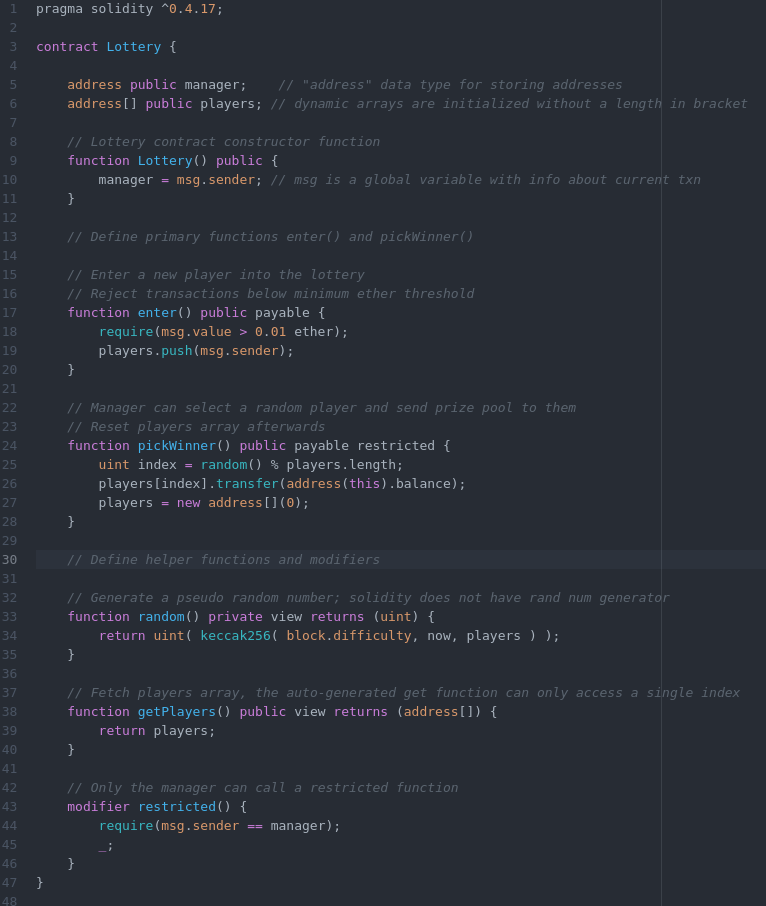 1 pragma solidity ^0.4.17;
2
3 contract Lottery {
4
5     address public manager;    // "address" data type for storing addresses
6     address[] public players; // dynamic arrays are initialized without a length in bracket
7
8     // Lottery contract constructor function
9     function Lottery() public {
10         manager = msg.sender; // msg is a global variable with info about current txn
11     }
12
13     // Define primary functions enter() and pickWinner()
14
15     // Enter a new player into the lottery
16     // Reject transactions below minimum ether threshold
17     function enter() public payable {
18         require(msg.value > 0.01 ether);
19         players.push(msg.sender);
20     }
21
22     // Manager can select a random player and send prize pool to them
23     // Reset players array afterwards
24     function pickWinner() public payable restricted {
25         uint index = random() % players.length;
26         players[index].transfer(address(this).balance);
27         players = new address[](0);
28     }
29
30     // Define helper functions and modifiers
31
32     // Generate a pseudo random number; solidity does not have rand num generator
33     function random() private view returns (uint) {
34         return uint( keccak256( block.difficulty, now, players ) );
35     }
36
37     // Fetch players array, the auto-generated get function can only access a single index
38     function getPlayers() public view returns (address[]) {
39         return players;
40     }
41
42     // Only the manager can call a restricted function
43     modifier restricted() {
44         require(msg.sender == manager);
45         _;
46     }
47 }
48